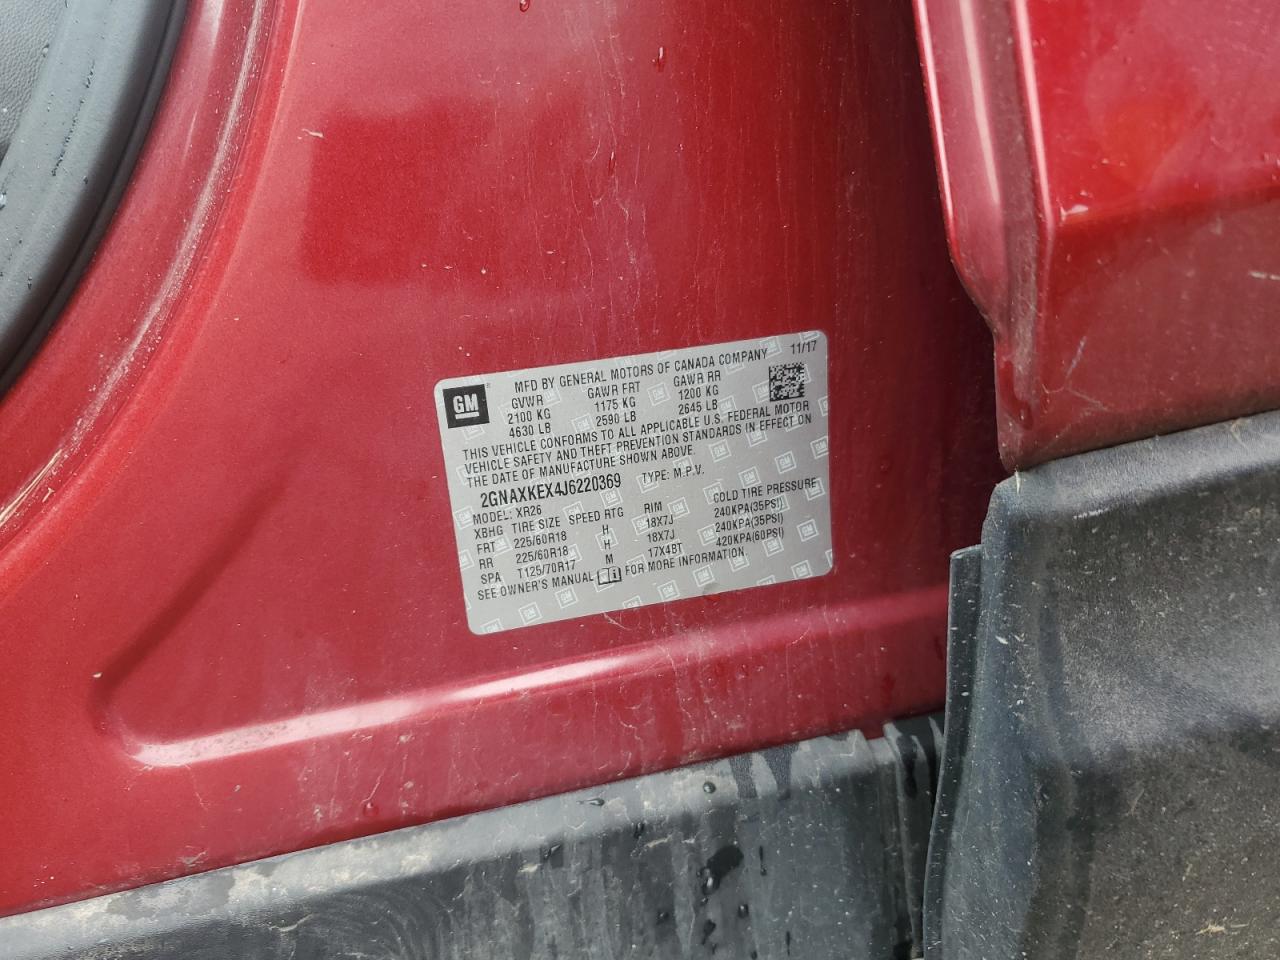 GM
MFD BY GENERAL MOTORS OF CANADA COMPANY 11/17
GVWR GAWR FRT GAWR RR
2100 KG 1175 KG 1200 KG
4630 LB 2590 LB 2645 LB
THIS VEHICLE CONFORMS TO ALL APPLICABLE U.S. FEDERAL MOTOR
VEHICLE SAFETY AND THEFT PREVENTION STANDARDS IN EFFECT ON
THE DATE OF MANUFACTURE SHOWN ABOVE.
2GNAXKEX4J6220369 TYPE: M.P.V.
MODEL: XR26
XBHG TIRE SIZE SPEED RTG RIM COLD TIRE PRESSURE
FRT 225/60R18 H 18X7J 240KPA(35PSI)
RR 225/60R18 H 18X7J 240KPA(35PSI)
SPA T125/70R17 M 17X4BT 420KPA(60PSI)
SEE OWNER'S MANUAL FOR MORE INFORMATION.